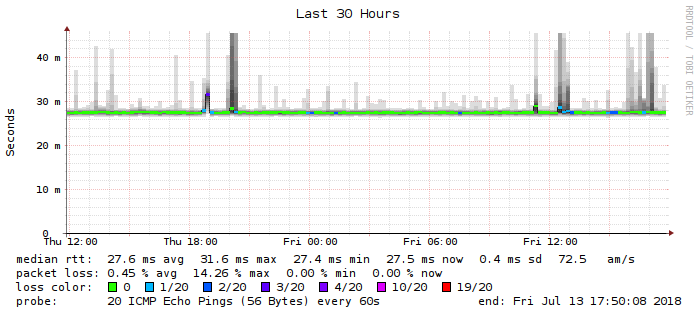 Last 30 Hours
RRDTOOL / TOBI OETIKER
Seconds
40 m
30 m
20 m
10 m
0
Thu 12:00 Thu 18:00 Fri 00:00 Fri 06:00 Fri 12:00
median rtt: 27.6 ms avg 31.6 ms max 27.4 ms min 27.5 ms now 0.4 ms sd 72.5 am/s
packet loss: 0.45 % avg 14.26 % max 0.00 % min 0.00 % now
loss color: 0 1/20 2/20 3/20 4/20 10/20 19/20
probe: 20 ICMP Echo Pings (56 Bytes) every 60s end: Fri Jul 13 17:50:08 2018